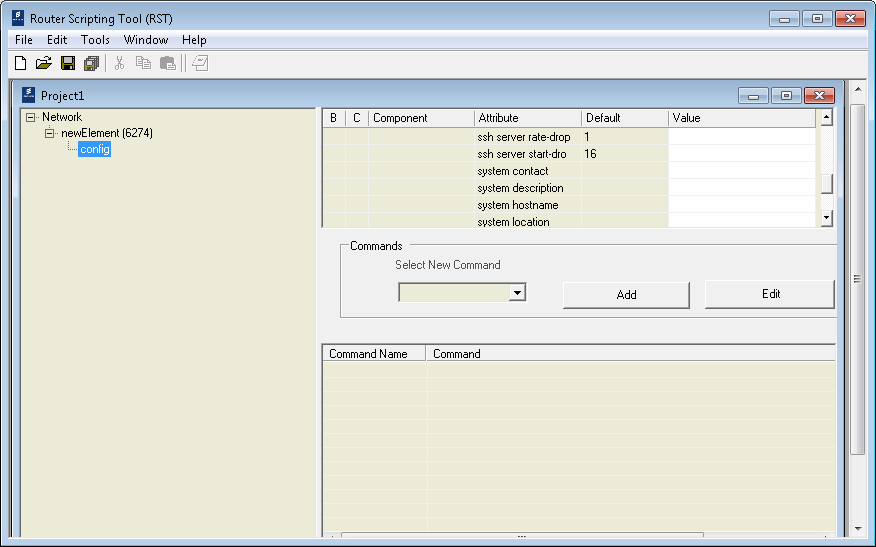 Router Scripting Tool (RST)
File Edit Tools Window Help
Project1
Network
newElement (6274)
config
B C Component Attribute Default Value
ssh server rate-drop 1
ssh server start-dro 16
system contact
system description
system hostname
system location
Commands
Select New Command
Add Edit
Command Name Command